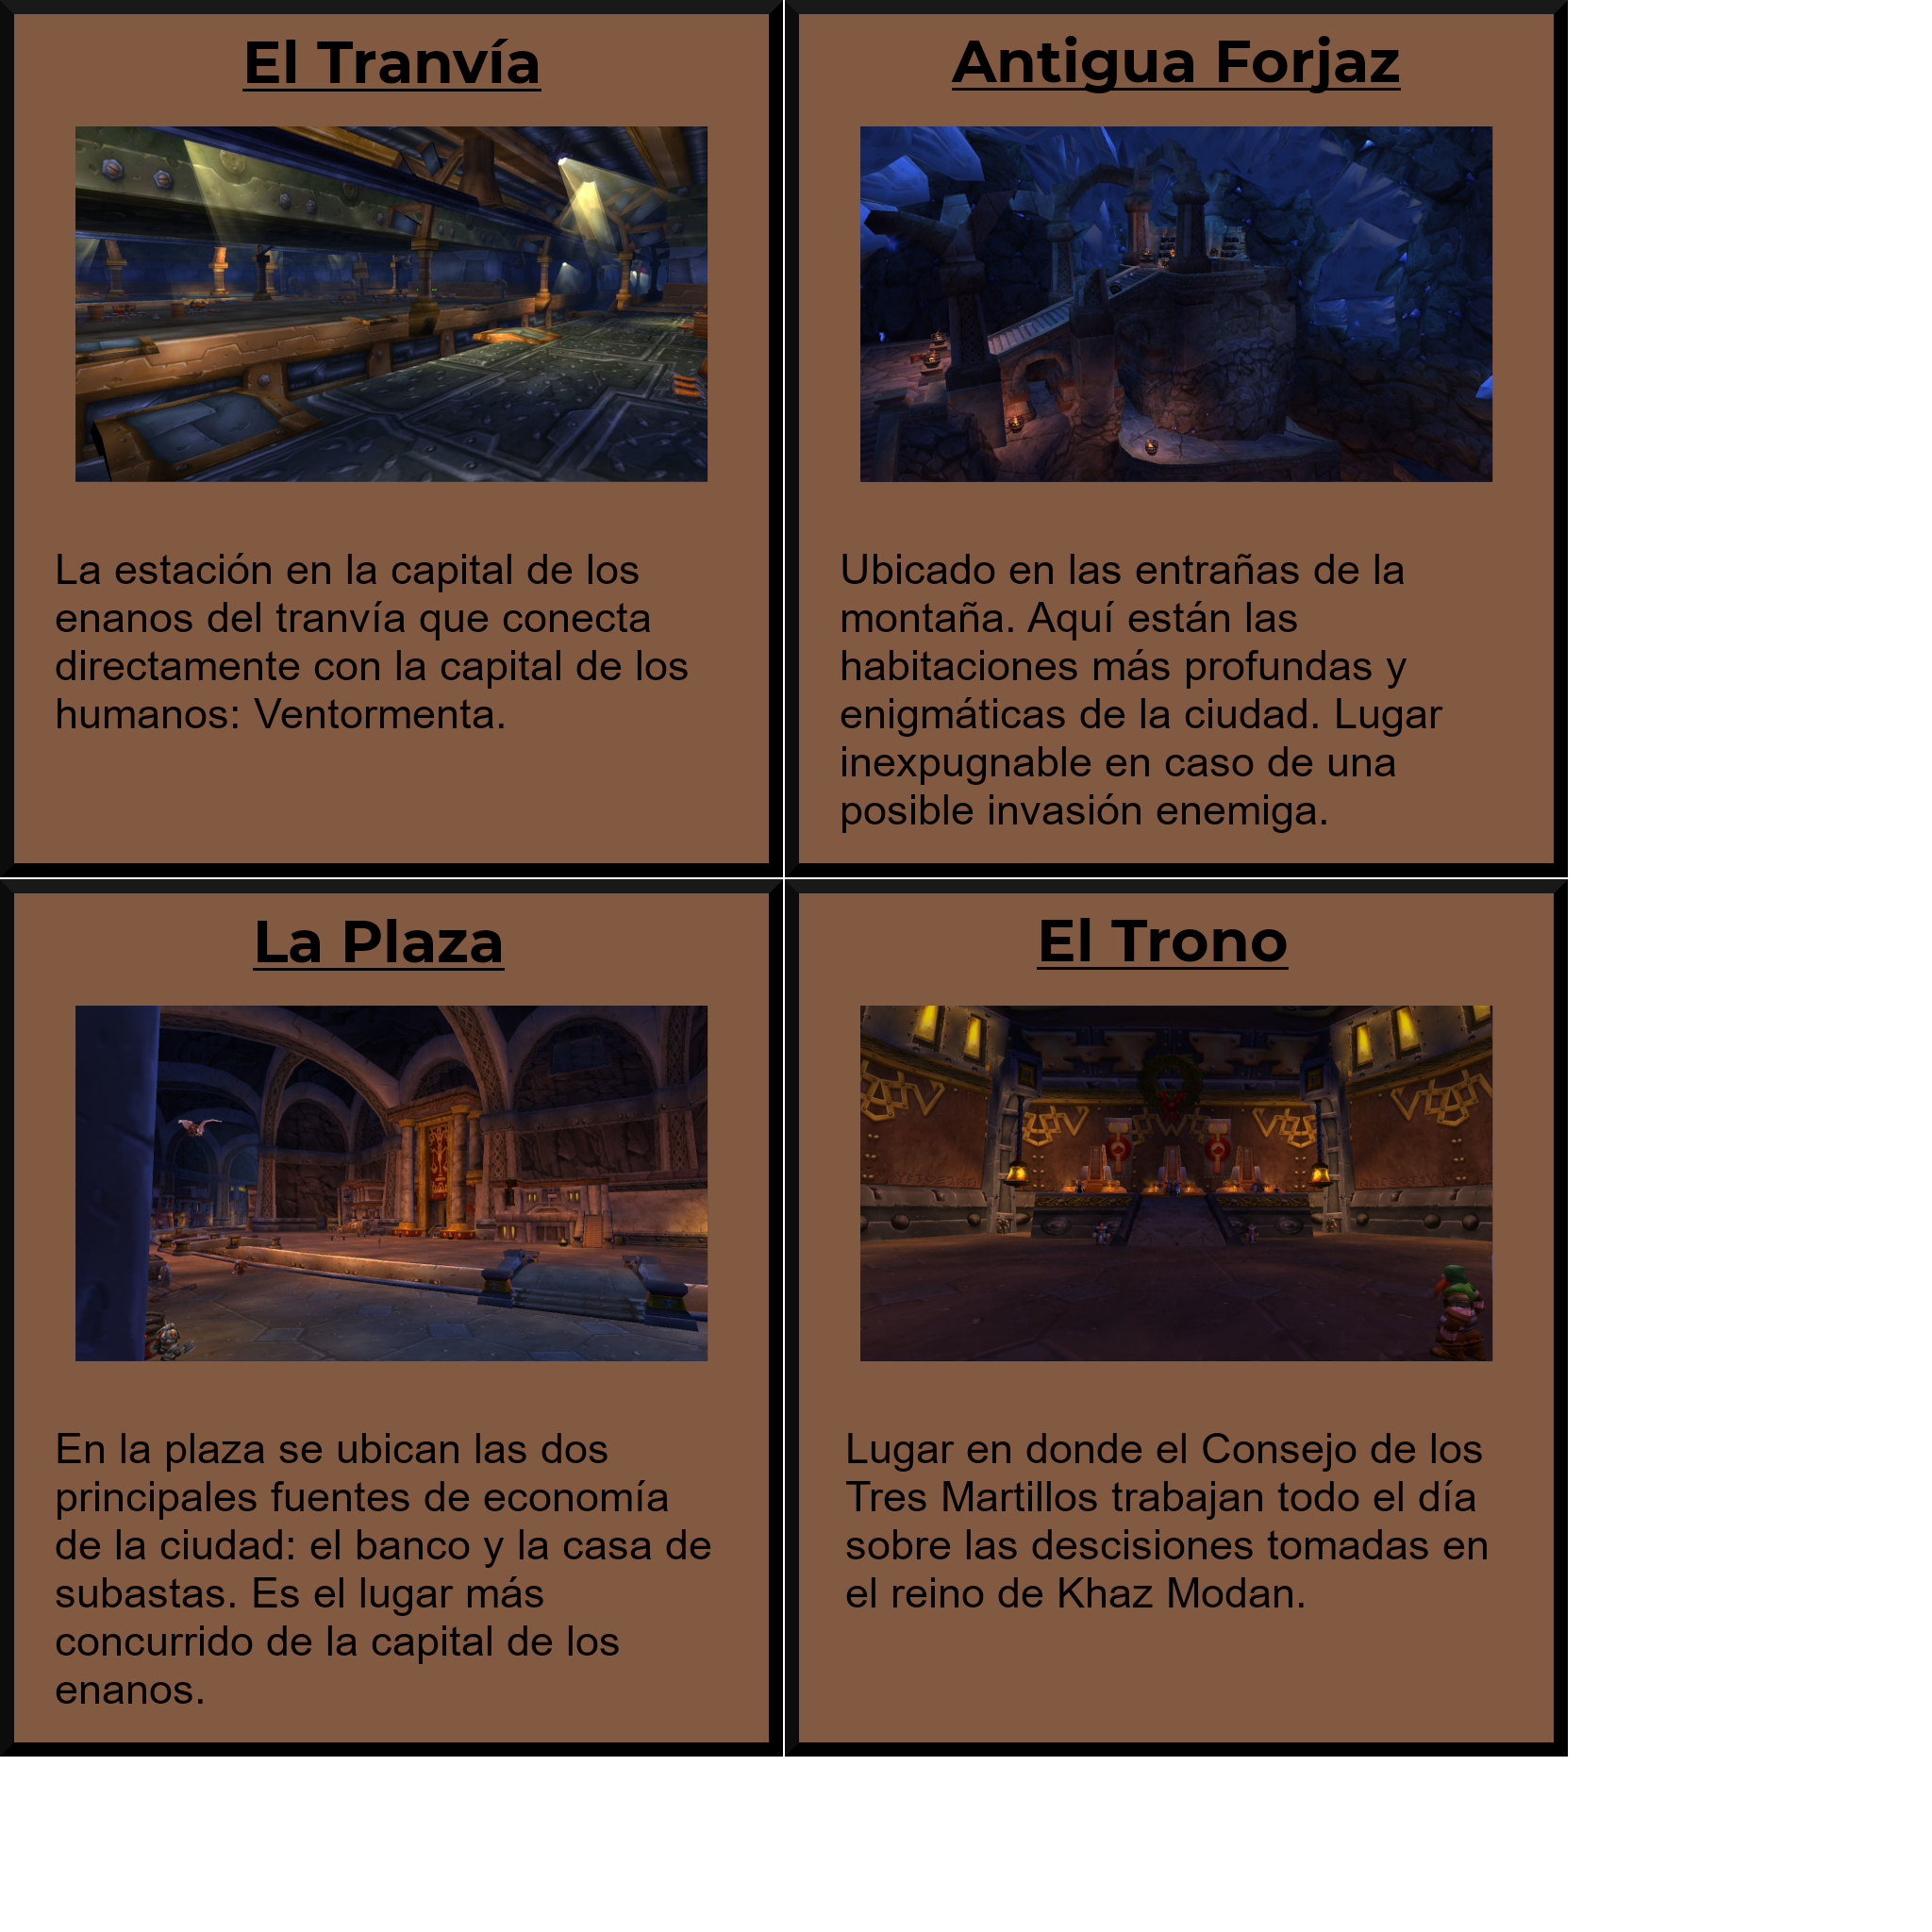 El Tranvía
La estación en la capital de los
enanos del tranvía que conecta
directamente con la capital de los
humanos: Ventormenta.
Antigua Forjaz
Ubicado en las entrañas de la
montaña. Aquí están las
habitaciones más profundas y
enigmáticas de la ciudad. Lugar
inexpugnable en caso de una
posible invasión enemiga.
La Plaza
En la plaza se ubican las dos
principales fuentes de economía
de la ciudad: el banco y la casa de
subastas. Es el lugar más
concurrido de la capital de los
enanos.
El Trono
Lugar en donde el Consejo de los
Tres Martillos trabajan todo el día
sobre las descisiones tomadas en
el reino de Khaz Modan.